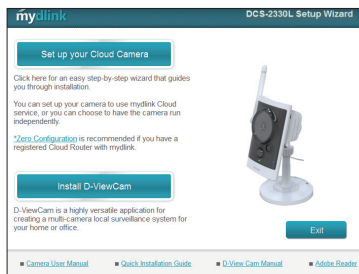 mydlink
DCS-2330L Setup Wizard
Set up your Cloud Camera
Click here for an easy step-by-step wizard that guides
you through installation.
You can set up your camera to use mydlink Cloud
service, or you can choose to have the camera run
independently.
*Zero Configuration is recommended if you have a
registered Cloud Router with mydlink.
Install D-ViewCam
D-ViewCam is a highly versatile application for
creating a multi-camera local surveillance system for
your home or office.
Exit
Camera User Manual
Quick Installation Guide
D-View Cam Manual
Adobe Reader